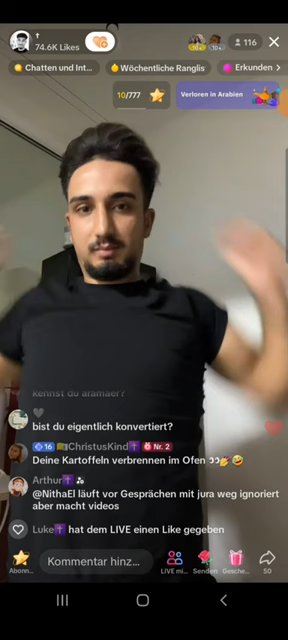 †
74.6K Likes
10+
10+
116
Chatten und Int...
Wöchentliche Ranglis
Erkunden >
10/777
Verloren in Arabien
kennst du aramäer?
bist du eigentlich konvertiert?
16 ChristusKind Nr. 2
Deine Kartoffeln verbrennen im Ofen
Arthur
@NithaEl läuft vor Gesprächen mit jura weg ignoriert
aber macht videos
Luke hat dem LIVE einen Like gegeben
Abonn...
Kommentar hinz...
LIVE mi...
Senden
Gesche...
50